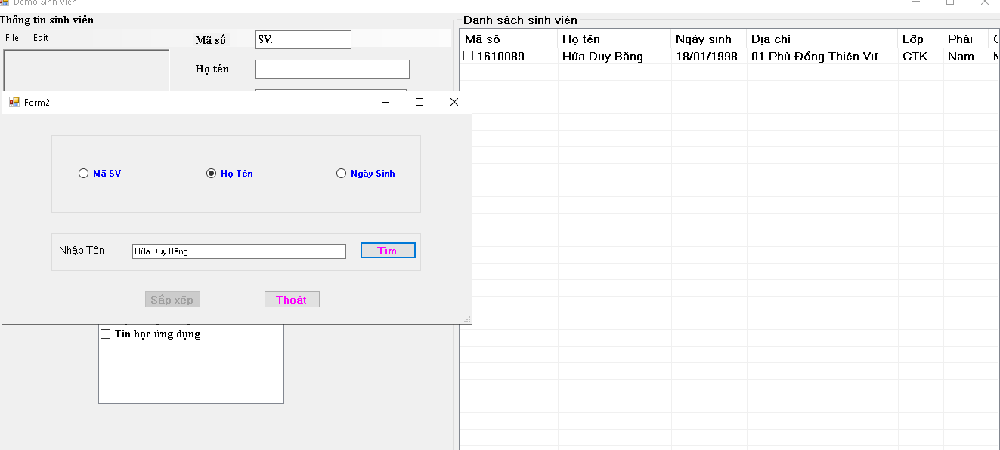 Demo Sinh Viên
Thông tin sinh viên
File Edit
Mã số SV.________
Họ tên
Form2
Mã SV Họ Tên Ngày Sinh
Nhập Tên Hứa Duy Băng Tìm
Sắp xếp Thoát
Tin học ứng dụng
Danh sách sinh viên
Mã số Họ tên Ngày sinh Địa chỉ Lớp Phái
1610089 Hứa Duy Băng 18/01/1998 01 Phù Đổng Thiên Vư... CTK... Nam